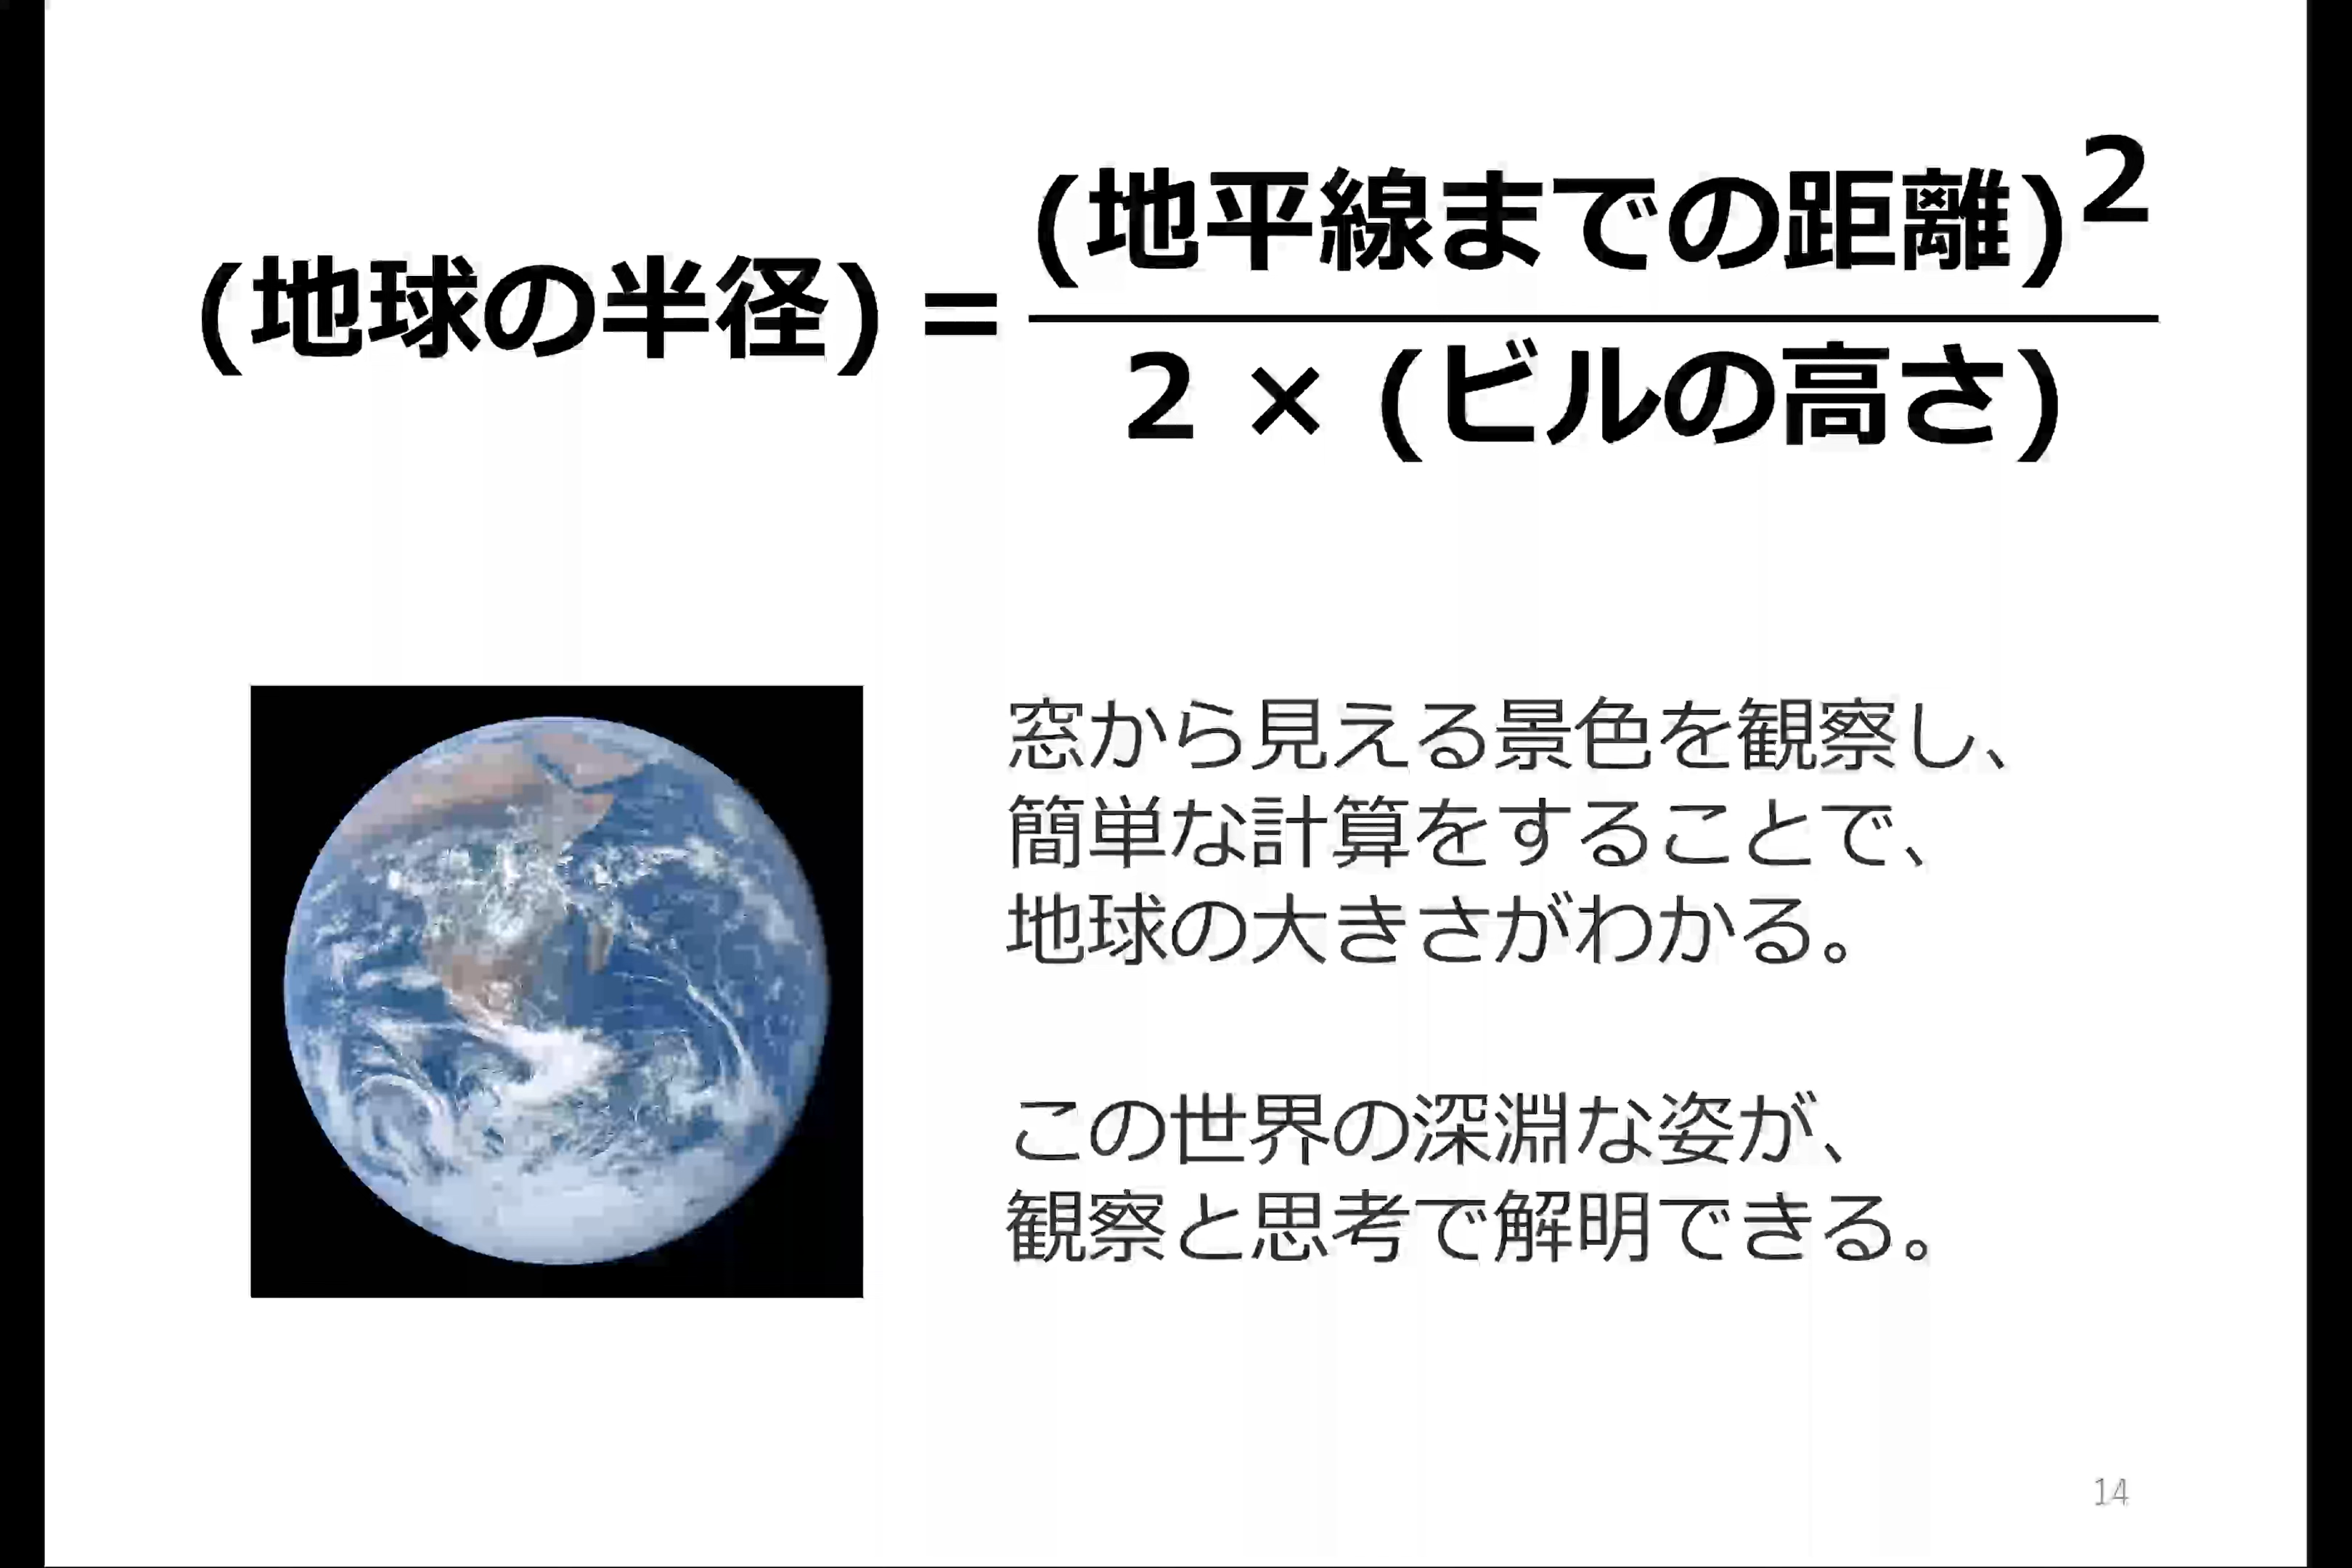 (地球の半径) = (地平線までの距離)²
2 × (ビルの高さ)
窓から見える景色を観察し、
簡単な計算をすることで、
地球の大きさがわかる。
この世界の深淵な姿が、
観察と思考で解明できる。
14